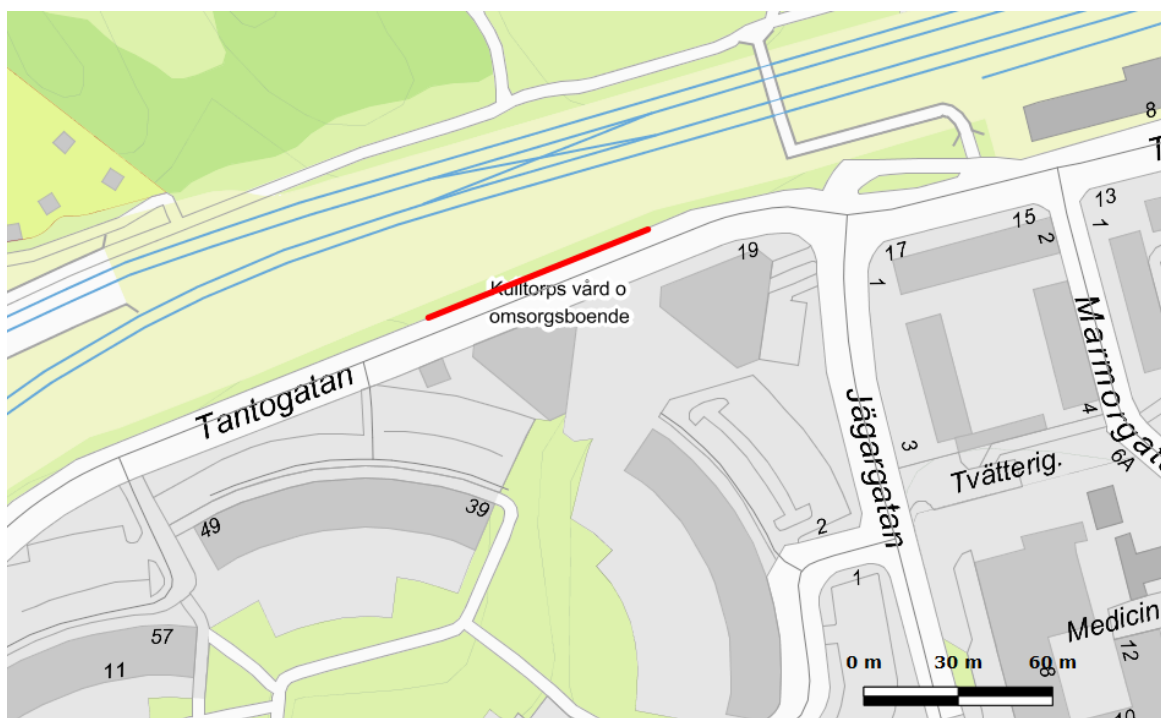 8
T
13
1
15
2
17
1
19
Kulltorps vård o
omsorgsboende
Tantogatan
Jägargatan
Marmorgata
4
6A
3
Tvätterig.
39
49
2
1
57
11
Medicin
12
8
10
0 m 30 m 60 m